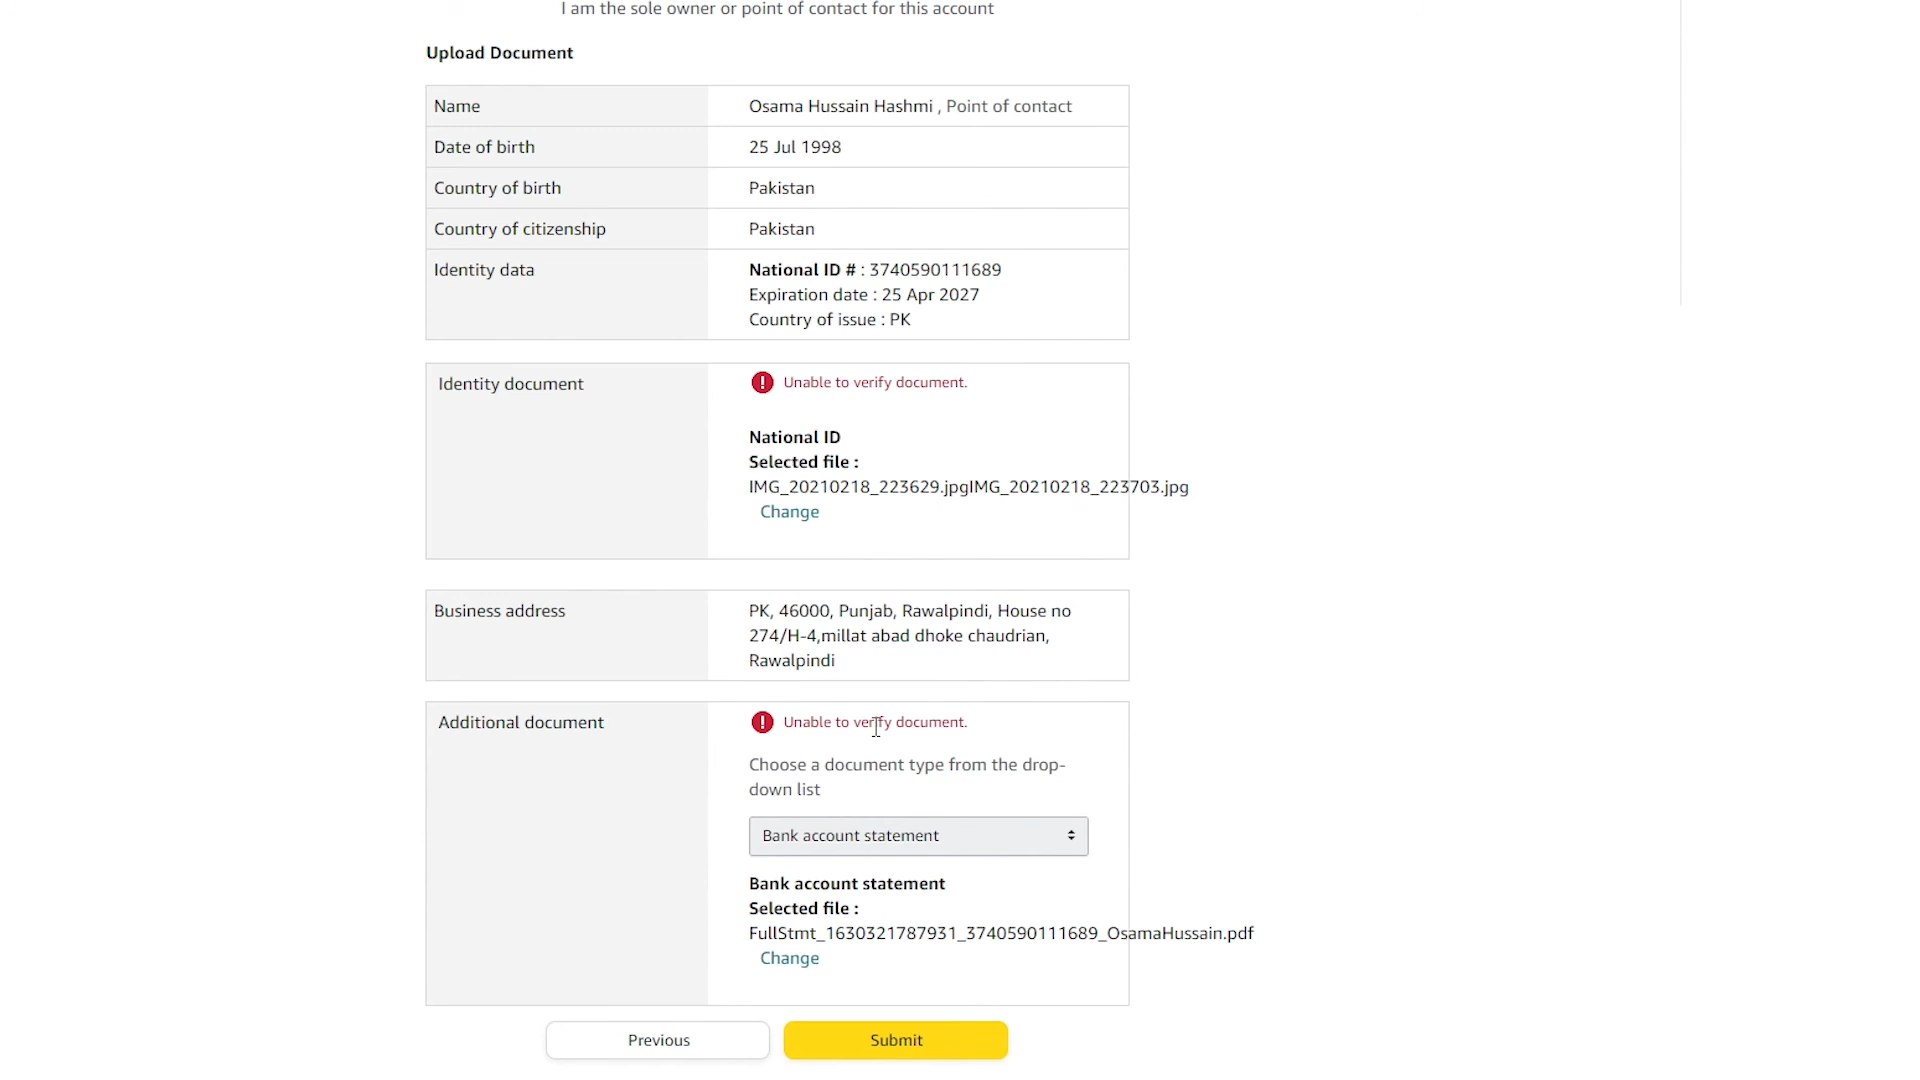 I am the sole owner or point of contact for this account
Upload Document
Name
Osama Hussain Hashmi , Point of contact
Date of birth
25 Jul 1998
Country of birth
Pakistan
Country of citizenship
Pakistan
Identity data
National ID # : 3740590111689
Expiration date : 25 Apr 2027
Country of issue : PK
Identity document
Unable to verify document.
National ID
Selected file :
IMG_20210218_223629.jpgIMG_20210218_223703.jpg
Change
Business address
PK, 46000, Punjab, Rawalpindi, House no
274/H-4,millat abad dhoke chaudrian,
Rawalpindi
Additional document
Unable to verify document.
Choose a document type from the drop-
down list
Bank account statement
Bank account statement
Selected file :
FullStmt_1630321787931_3740590111689_OsamaHussain.pdf
Change
Previous
Submit